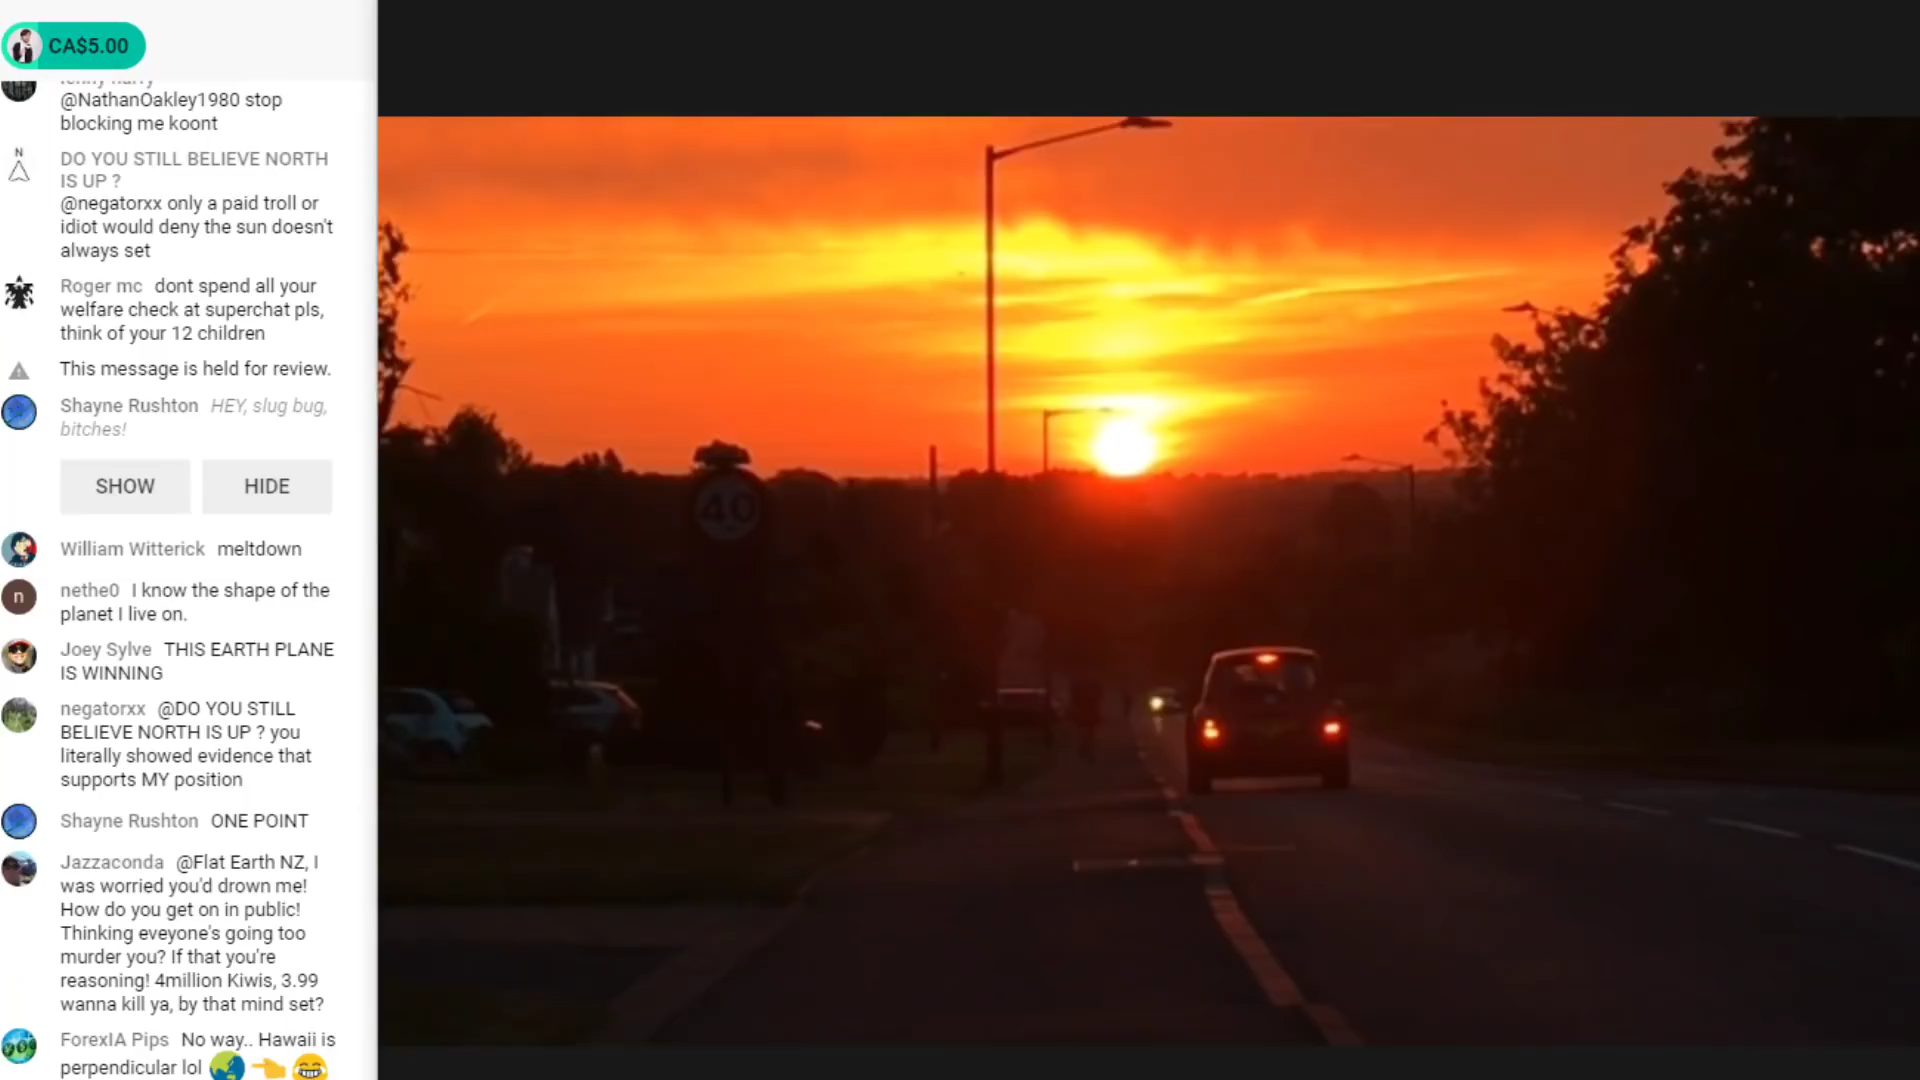 CA$5.00
@NathanOakley1980 stop
blocking me koont
N
DO YOU STILL BELIEVE NORTH
IS UP ?
@negatorxx only a paid troll or
idiot would deny the sun doesn't
always set
Roger mc dont spend all your
welfare check at superchat pls,
think of your 12 children
This message is held for review.
Shayne Rushton HEY, slug bug,
bitches!
SHOW HIDE
40
William Witterick meltdown
n
nethe0 I know the shape of the
planet I live on.
Joey Sylve THIS EARTH PLANE
IS WINNING
negatorxx @DO YOU STILL
BELIEVE NORTH IS UP ? you
literally showed evidence that
supports MY position
Shayne Rushton ONE POINT
Jazzaconda @Flat Earth NZ, I
was worried you'd drown me!
How do you get on in public!
Thinking eveyone's going too
murder you? If that you're
reasoning! 4million Kiwis, 3.99
wanna kill ya, by that mind set?
ForexIA Pips No way.. Hawaii is
perpendicular lol 🌏 👈 😂